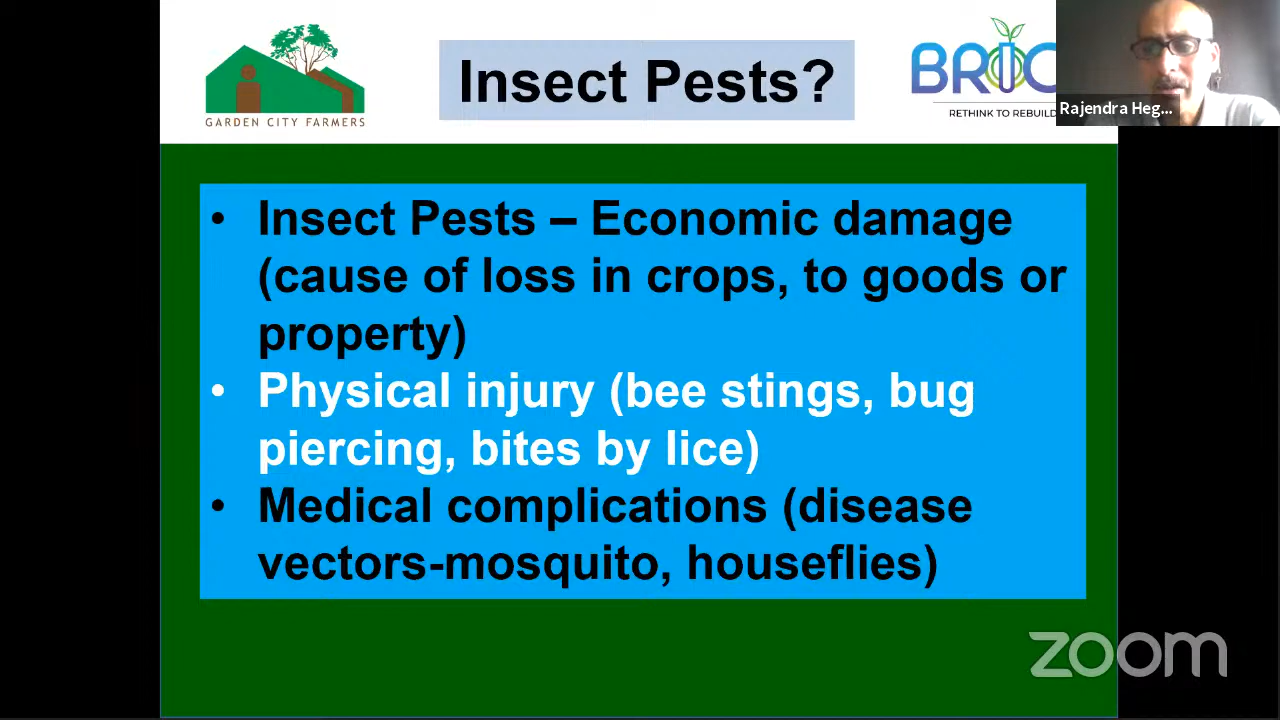 GARDEN CITY FARMERS
Insect Pests?
BRIC
RETHINK TO REBUILD
Rajendra Heg...
• Insect Pests – Economic damage
(cause of loss in crops, to goods or
property)
• Physical injury (bee stings, bug
piercing, bites by lice)
• Medical complications (disease
vectors-mosquito, houseflies)
zoom